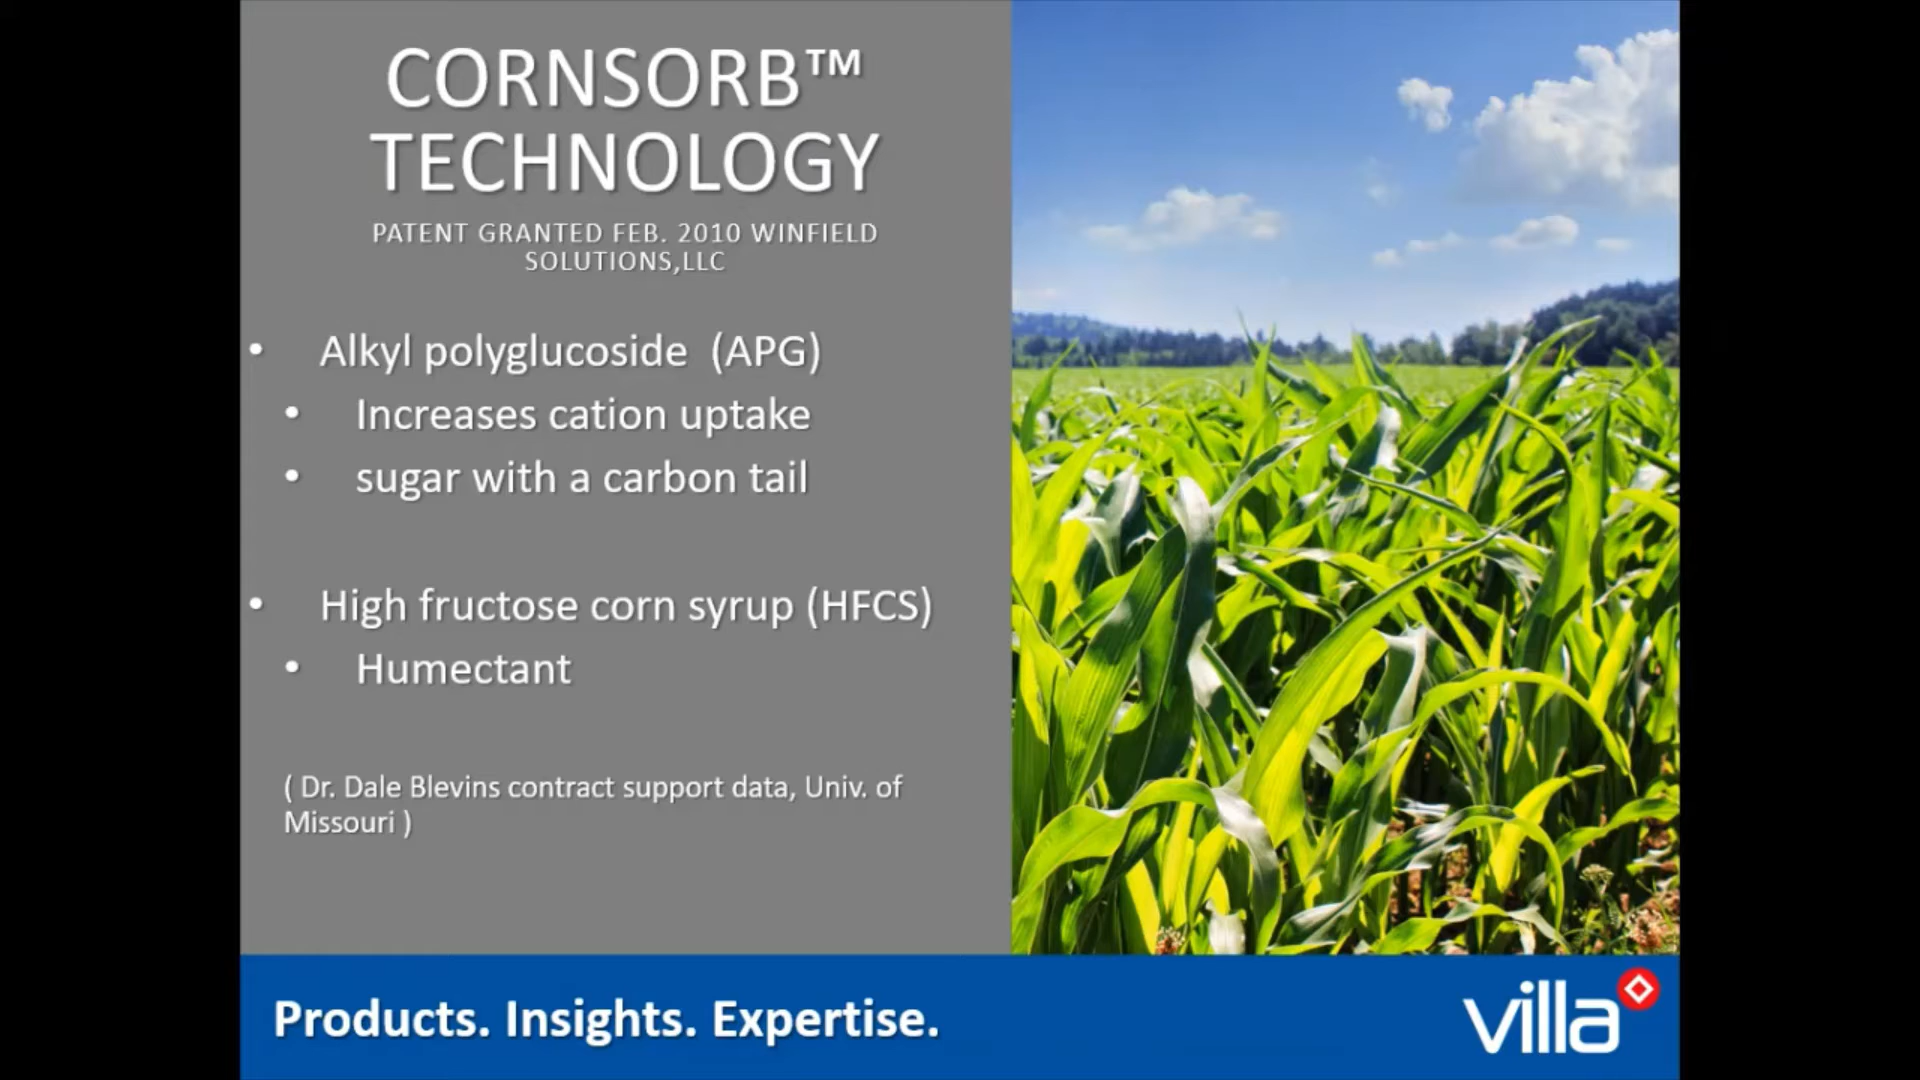 CORNSORB™
TECHNOLOGY
PATENT GRANTED FEB. 2010 WINFIELD
SOLUTIONS,LLC
• Alkyl polyglucoside (APG)
• Increases cation uptake
• sugar with a carbon tail
• High fructose corn syrup (HFCS)
• Humectant
( Dr. Dale Blevins contract support data, Univ. of
Missouri )
Products. Insights. Expertise.
villa